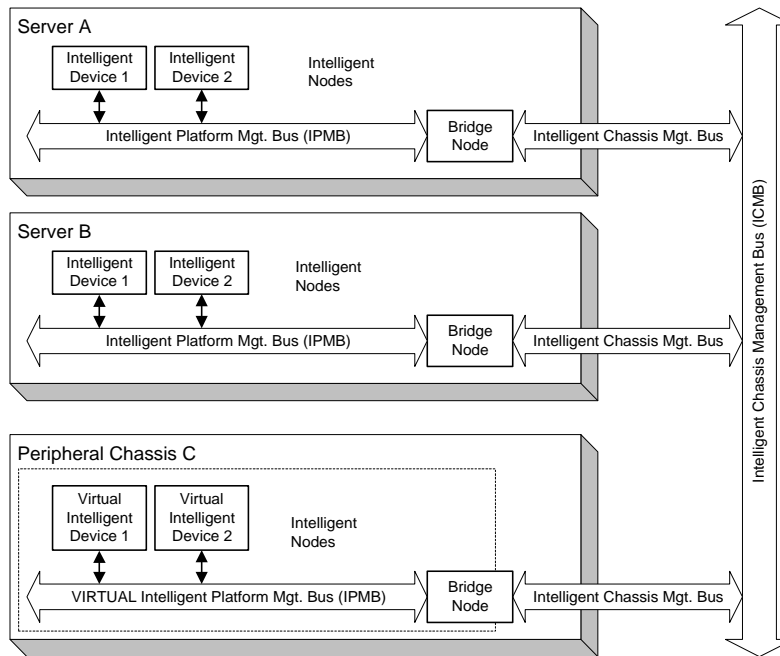 Server A
Intelligent
Device 1
Intelligent
Device 2
Intelligent
Nodes
Intelligent Platform Mgt. Bus (IPMB)
Bridge
Node
Intelligent Chassis Mgt. Bus
Server B
Intelligent
Device 1
Intelligent
Device 2
Intelligent
Nodes
Intelligent Platform Mgt. Bus (IPMB)
Bridge
Node
Intelligent Chassis Mgt. Bus
Peripheral Chassis C
Virtual
Intelligent
Device 1
Virtual
Intelligent
Device 2
Intelligent
Nodes
VIRTUAL Intelligent Platform Mgt. Bus (IPMB)
Bridge
Node
Intelligent Chassis Mgt. Bus
Intelligent Chassis Management Bus (ICMB)